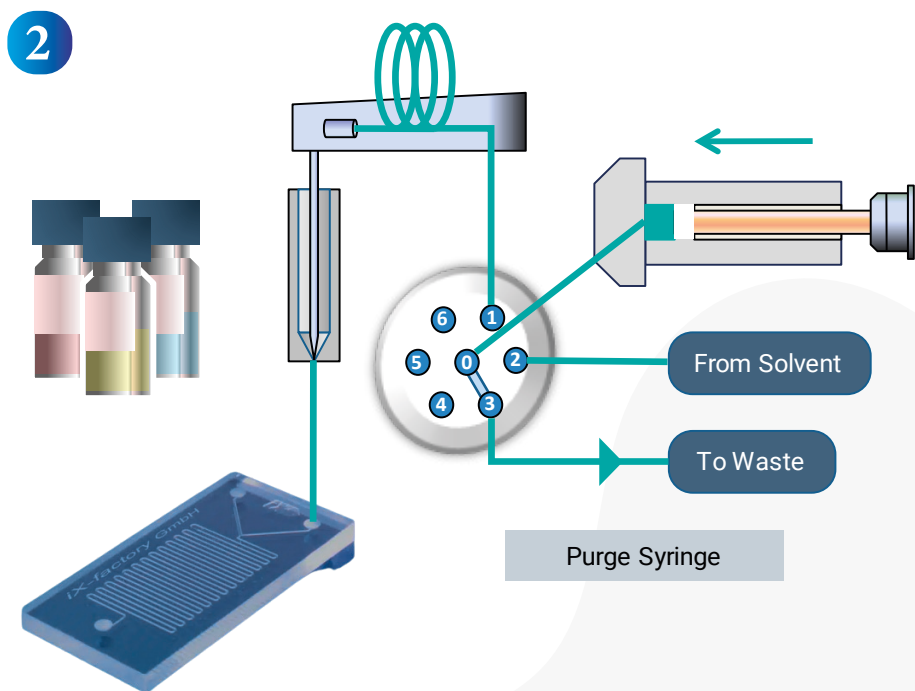 2
6
1
5
0
2
From Solvent
4
3
To Waste
Purge Syringe
iX-factory GmbH